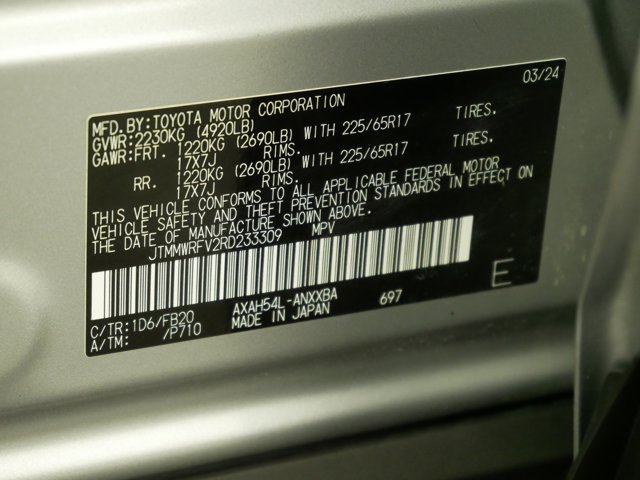 03/24
MFD. BY: TOYOTA MOTOR CORPORATION
GVWR: 2230KG (4920LB)
GAWR: FRT. 1220KG (2690LB) WITH 225/65R17 TIRES.
17X7J RIMS.
RR. 1220KG (2690LB) WITH 225/65R17 TIRES.
17X7J RIMS.
THIS VEHICLE CONFORMS TO ALL APPLICABLE FEDERAL MOTOR
VEHICLE SAFETY AND THEFT PREVENTION STANDARDS IN EFFECT ON
THE DATE OF MANUFACTURE SHOWN ABOVE.
JTMMWRFV2RD233309 MPV
E
C/TR: 1D6/FB20 AXAH54L-ANXXBA 697
A/TM: /P710 MADE IN JAPAN